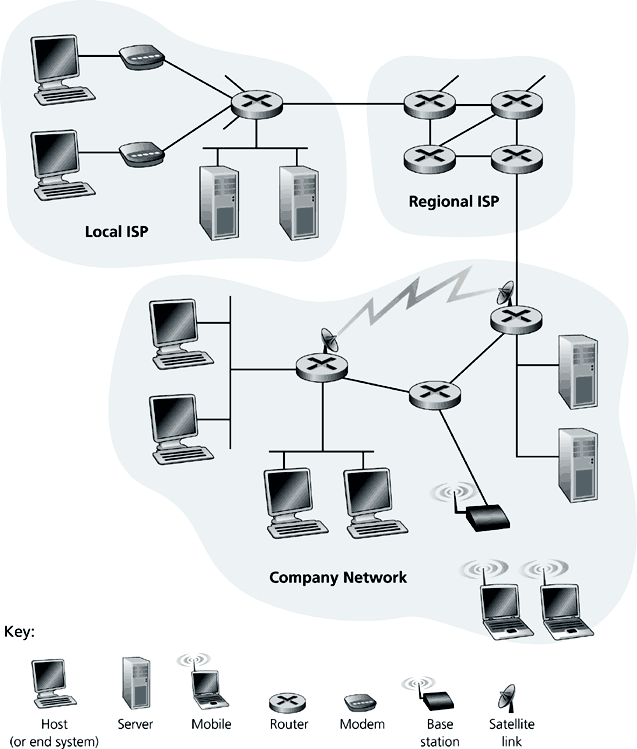 Local ISP
Regional ISP
Company Network
Key:
Host
(or end system)
Server
Mobile
Router
Modem
Base
station
Satellite
link